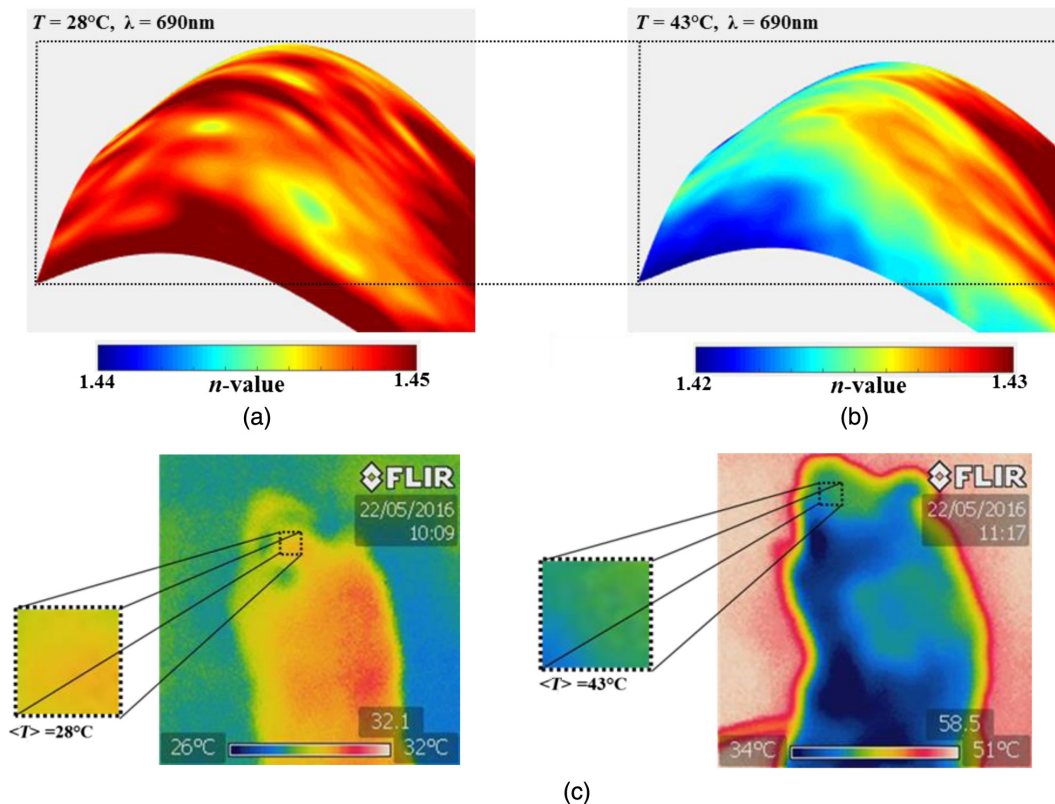 T = 28°C, λ = 690nm
T = 43°C, λ = 690nm
1.44 1.45
n-value
(a)
1.42 1.43
n-value
(b)
FLIR
22/05/2016
10:09
<T> =28°C
32.1
26°C 32°C
FLIR
22/05/2016
11:17
<T> =43°C
58.5
34°C 51°C
(c)